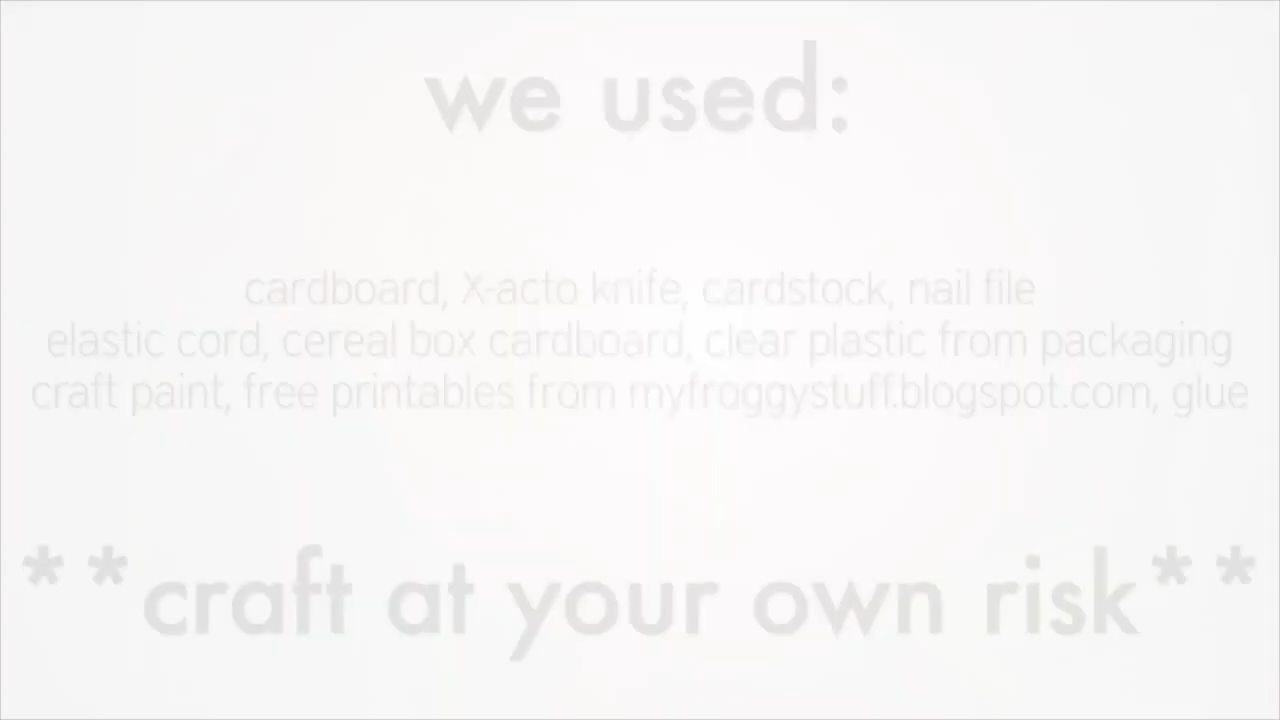 we used:
cardboard, X-acto knife, cardstock, nail file
elastic cord, cereal box cardboard, clear plastic from packaging
craft paint, free printables from myfroggystuff.blogspot.com, glue
**craft at your own risk**